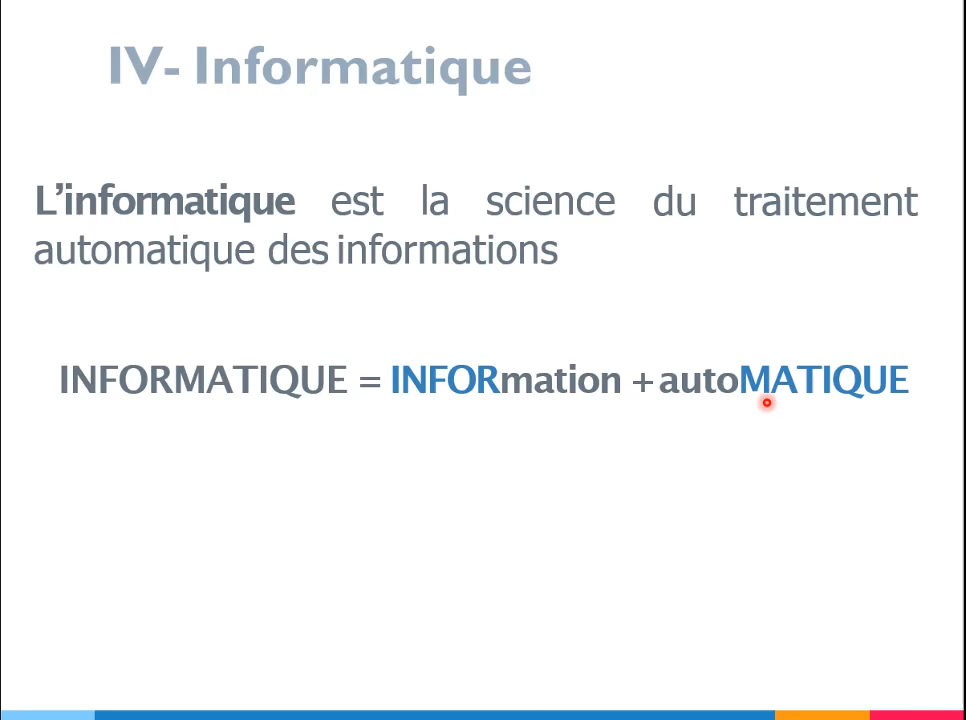 IV- Informatique
L’informatique est la science du traitement
automatique des informations
INFORMATIQUE = INFORmation + autoMATIQUE